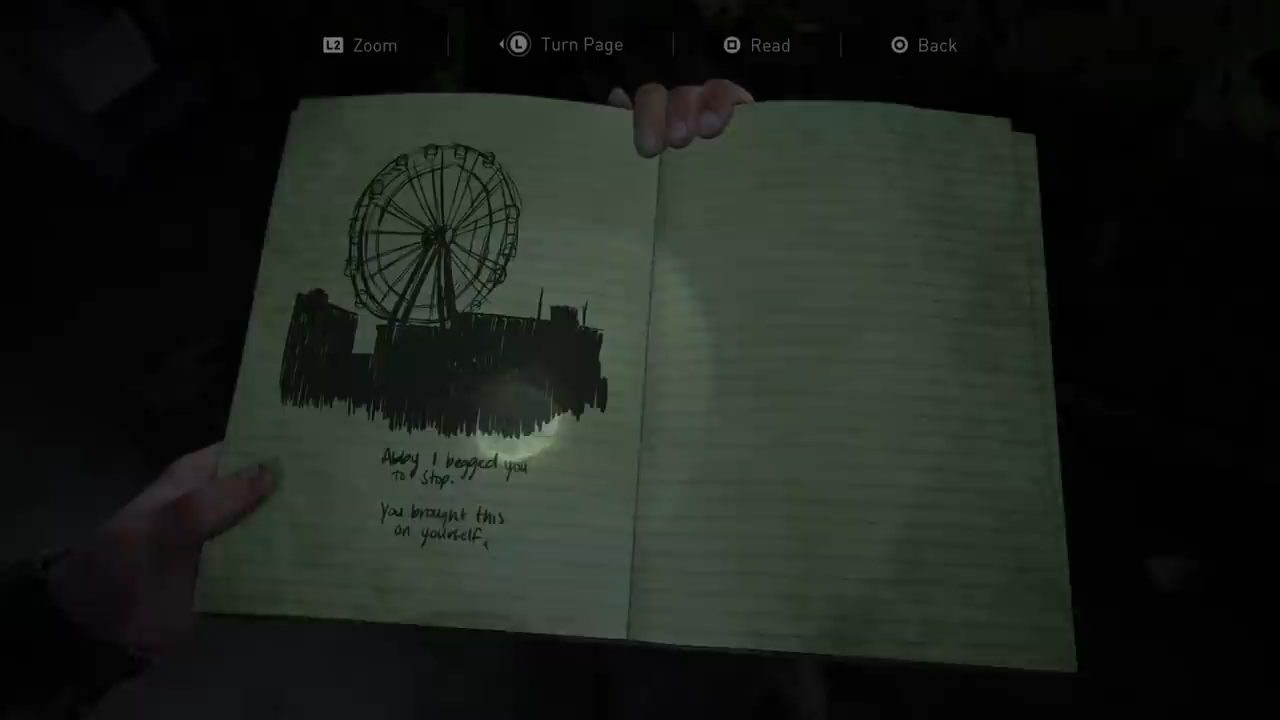 L2 Zoom
L Turn Page
Read
Back
Abby I begged you
to stop.
You brought this
on yourself.